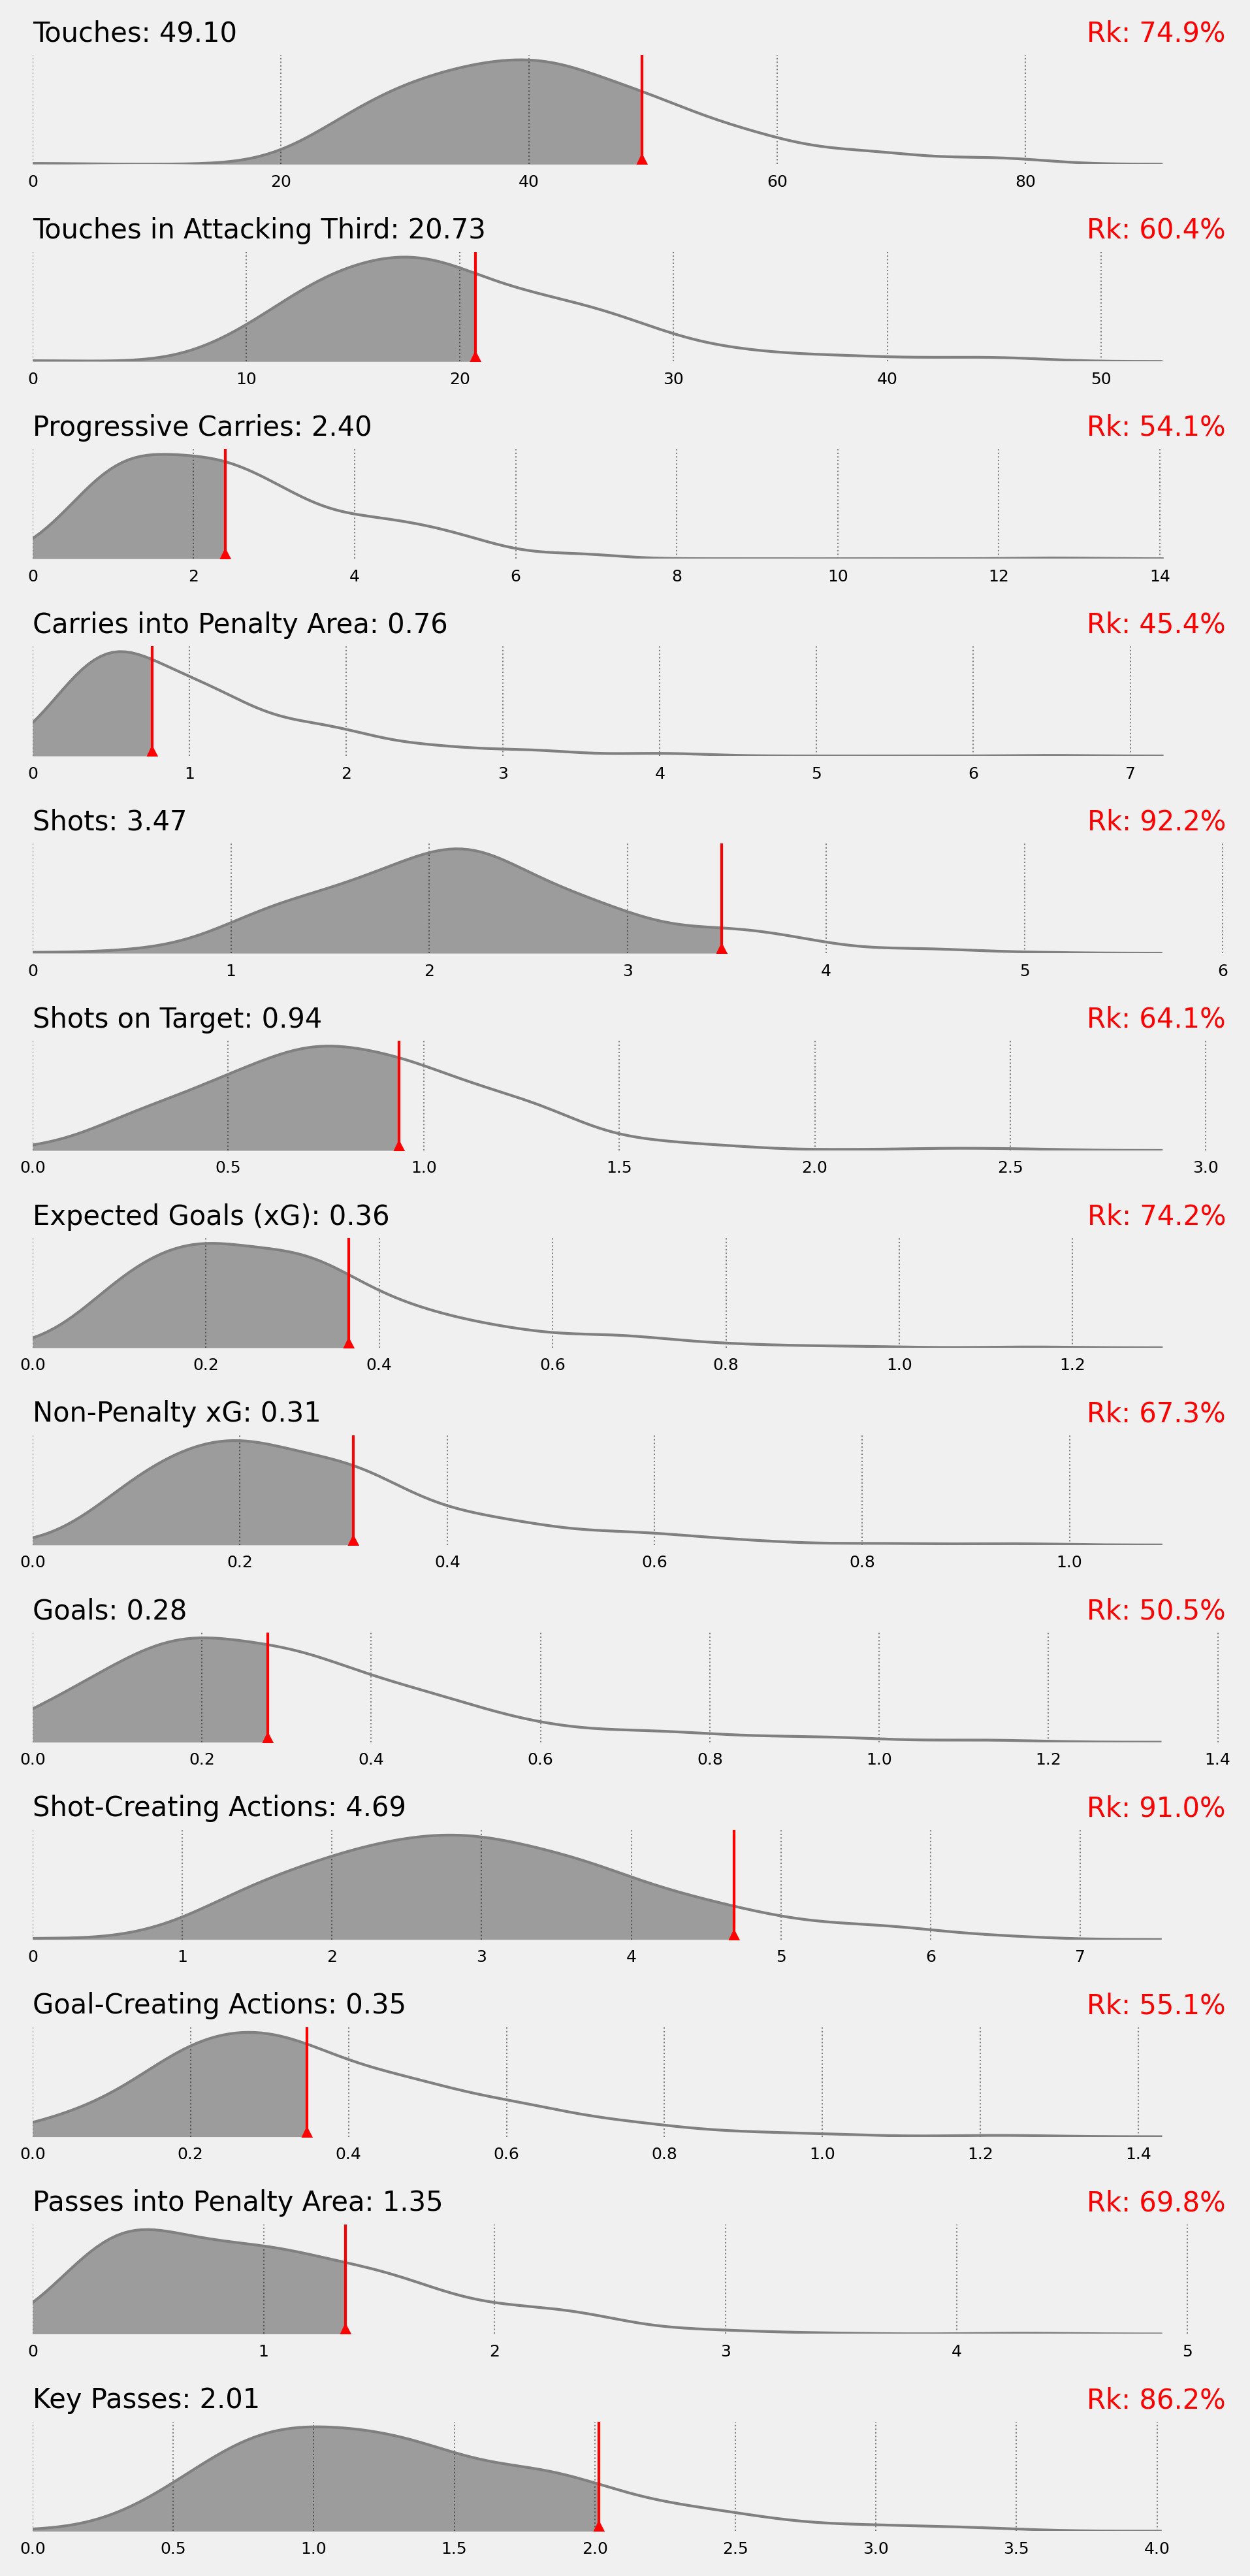 Touches: 49.10 Rk: 74.9%
0 20 40 60 80
Touches in Attacking Third: 20.73 Rk: 60.4%
0 10 20 30 40 50
Progressive Carries: 2.40 Rk: 54.1%
0 2 4 6 8 10 12 14
Carries into Penalty Area: 0.76 Rk: 45.4%
0 1 2 3 4 5 6 7
Shots: 3.47 Rk: 92.2%
0 1 2 3 4 5 6
Shots on Target: 0.94 Rk: 64.1%
0.0 0.5 1.0 1.5 2.0 2.5 3.0
Expected Goals (xG): 0.36 Rk: 74.2%
0.0 0.2 0.4 0.6 0.8 1.0 1.2
Non-Penalty xG: 0.31 Rk: 67.3%
0.0 0.2 0.4 0.6 0.8 1.0
Goals: 0.28 Rk: 50.5%
0.0 0.2 0.4 0.6 0.8 1.0 1.2 1.4
Shot-Creating Actions: 4.69 Rk: 91.0%
0 1 2 3 4 5 6 7
Goal-Creating Actions: 0.35 Rk: 55.1%
0.0 0.2 0.4 0.6 0.8 1.0 1.2 1.4
Passes into Penalty Area: 1.35 Rk: 69.8%
0 1 2 3 4 5
Key Passes: 2.01 Rk: 86.2%
0.0 0.5 1.0 1.5 2.0 2.5 3.0 3.5 4.0